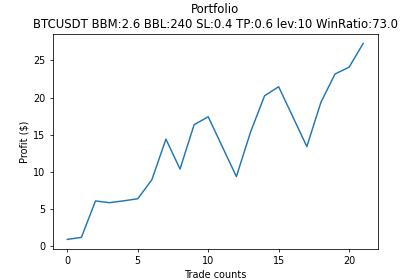 Portfolio
BTCUSDT BBM:2.6 BBL:240 SL:0.4 TP:0.6 lev:10 WinRatio:73.0
25
20
15
10
5
0
Profit ($)
0 5 10 15 20
Trade counts